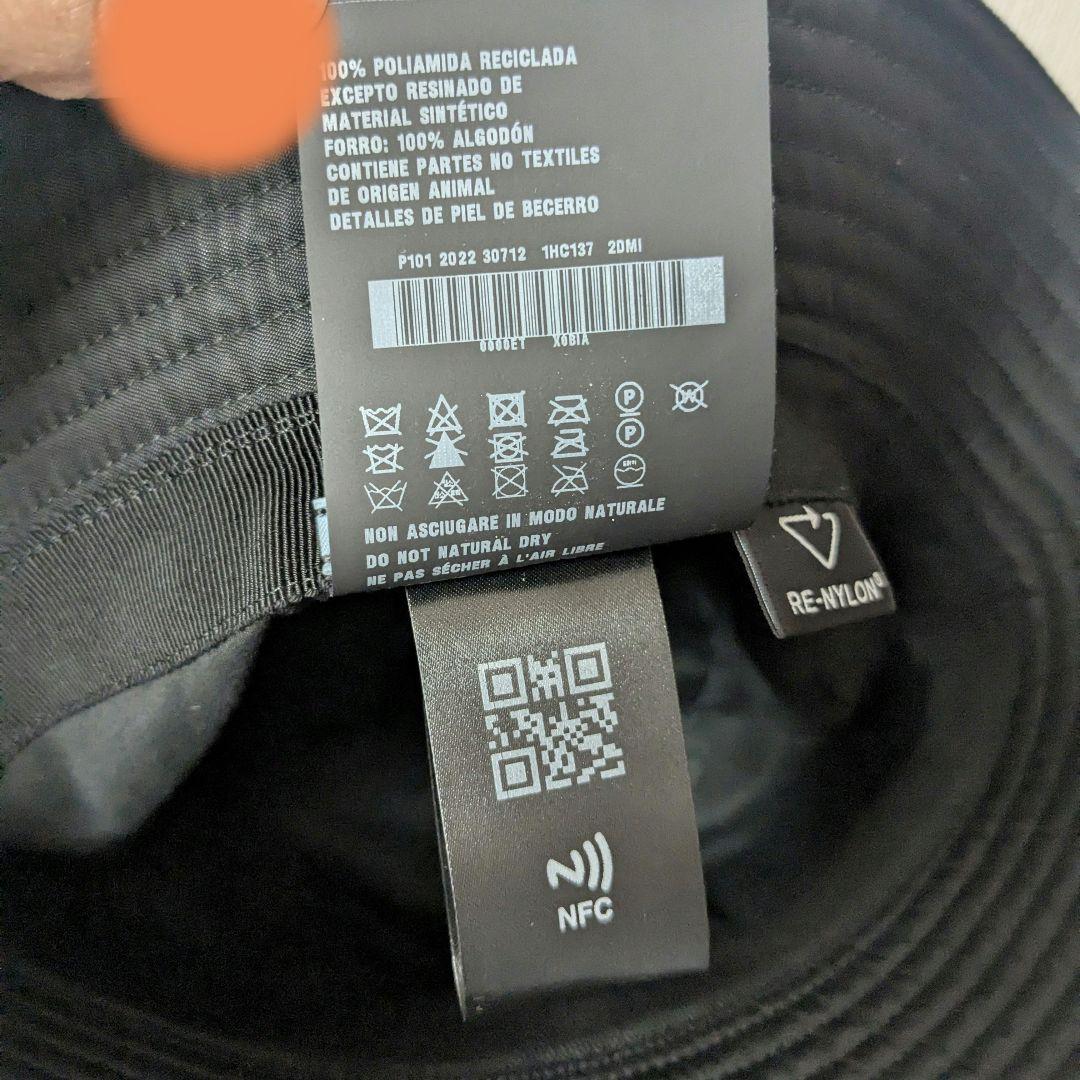 100% POLIAMIDA RECICLADA
EXCEPTO RESINADO DE
MATERIAL SINTÉTICO
FORRO: 100% ALGODÓN
CONTIENE PARTES NO TEXTILES
DE ORIGEN ANIMAL
DETALLES DE PIEL DE BECERRO
P101 2022 30712 1HC137 2DMI
X0BIA
P
W
P
NON ASCIUGARE IN MODO NATURALE
DO NOT NATURAL DRY
NE PAS SÉCHER À L'AIR LIBRE
RE-NYLON®
NFC